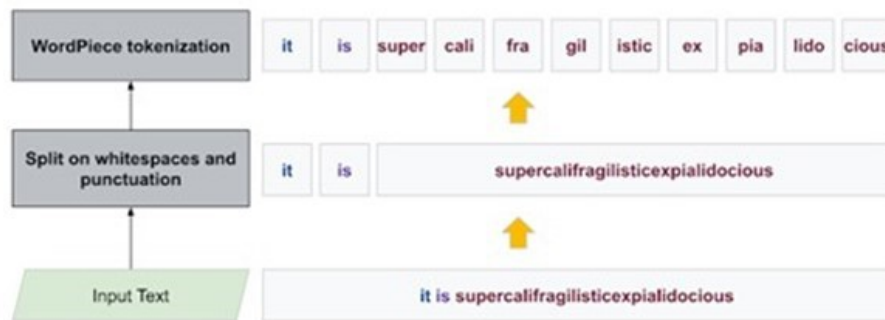 WordPiece tokenization
it is super cali fra gil istic ex pia lido cious
Split on whitespaces and
punctuation
it is supercalifragilisticexpialidocious
Input Text
it is supercalifragilisticexpialidocious